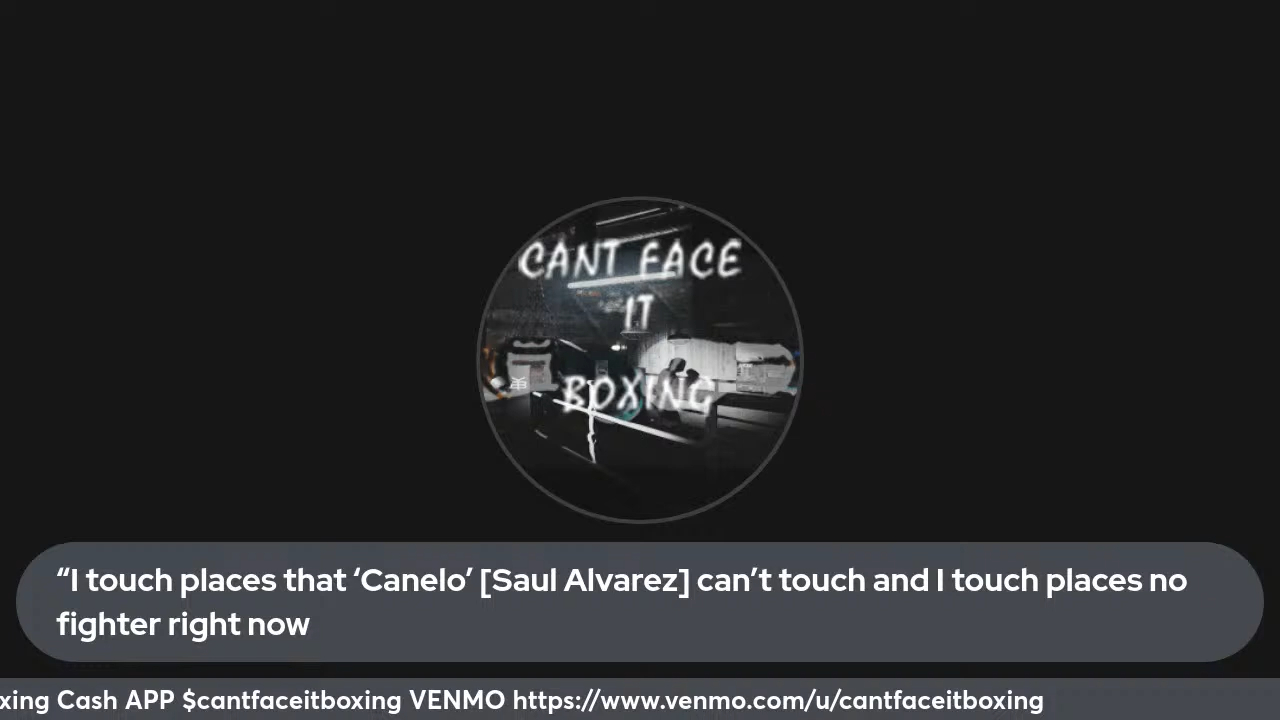 CANT FACE
IT
BOXING
“I touch places that ‘Canelo’ [Saul Alvarez] can’t touch and I touch places no
fighter right now
xing Cash APP $cantfaceitboxing VENMO https://www.venmo.com/u/cantfaceitboxing